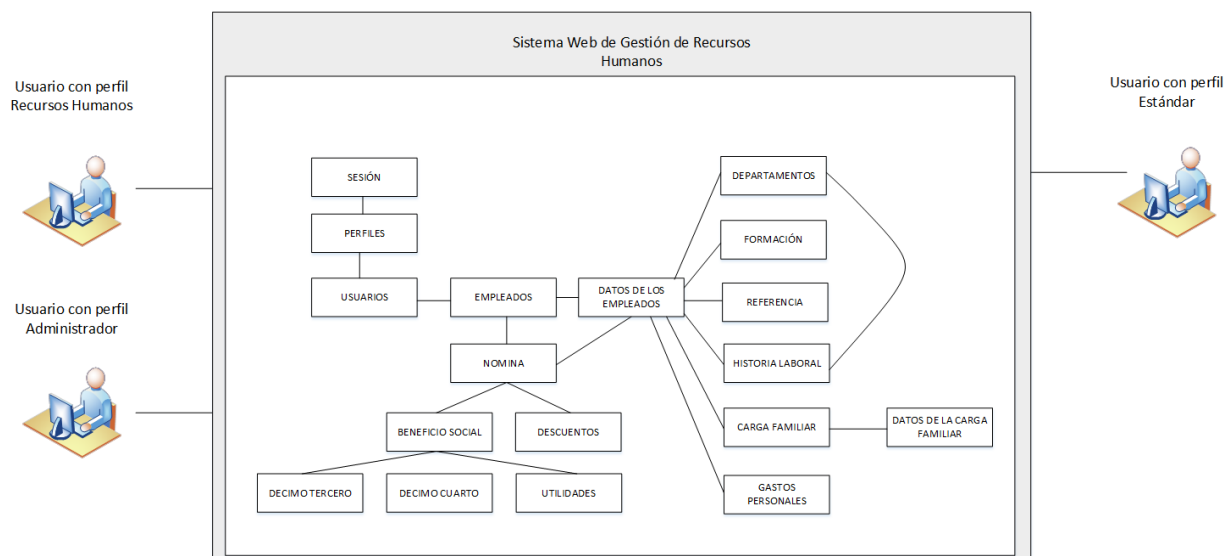 Sistema Web de Gestión de Recursos
Humanos
Usuario con perfil
Recursos Humanos
Usuario con perfil
Estándar
Usuario con perfil
Administrador
SESIÓN
PERFILES
USUARIOS
EMPLEADOS
DATOS DE LOS
EMPLEADOS
DEPARTAMENTOS
FORMACIÓN
REFERENCIA
HISTORIA LABORAL
NOMINA
BENEFICIO SOCIAL
DESCUENTOS
CARGA FAMILIAR
DATOS DE LA CARGA
FAMILIAR
DECIMO TERCERO
DECIMO CUARTO
UTILIDADES
GASTOS
PERSONALES